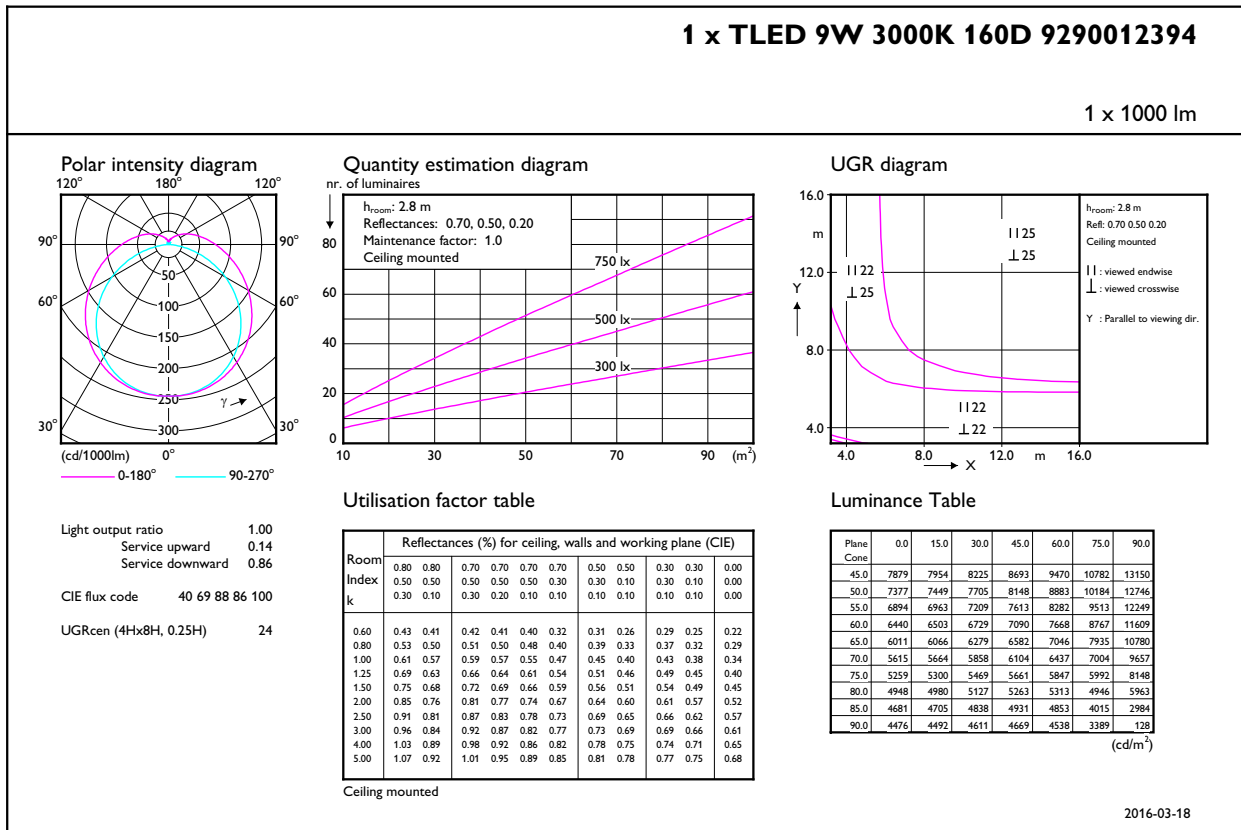 1 x TLED 9W 3000K 160D 9290012394
1 x 1000 lm
Polar intensity diagram
120° 180° 120°
90° 90°
60° 60°
30° 30°
50
100
150
200
250
300
γ
(cd/1000lm) 0°
0-180° 90-270°
Light output ratio 1.00
Service upward 0.14
Service downward 0.86
CIE flux code 40 69 88 86 100
UGRcen (4Hx8H, 0.25H) 24
Quantity estimation diagram
nr. of luminaires
hroom: 2.8 m
Reflectances: 0.70, 0.50, 0.20
Maintenance factor: 1.0
Ceiling mounted
80
60
40
20
0
750 lx
500 lx
300 lx
10 30 50 70 90 (m²)
UGR diagram
16.0
m
12.0
Y
8.0
4.0
|| 25
⊥ 25
|| 22
⊥ 25
|| 22
⊥ 22
4.0 8.0 12.0 m 16.0
X
hroom: 2.8 m
Refl: 0.70 0.50 0.20
Ceiling mounted
|| : viewed endwise
⊥ : viewed crosswise
Y : Parallel to viewing dir.
Utilisation factor table
Room Index k
Reflectances (%) for ceiling, walls and working plane (CIE)
0.80 0.80 0.70 0.70 0.70 0.70 0.50 0.50 0.30 0.30 0.00
0.50 0.50 0.50 0.50 0.50 0.30 0.30 0.10 0.30 0.10 0.00
0.30 0.10 0.30 0.20 0.10 0.10 0.10 0.10 0.10 0.10 0.00
0.60 0.43 0.41 0.42 0.41 0.40 0.32 0.31 0.26 0.29 0.25 0.22
0.80 0.53 0.50 0.51 0.50 0.48 0.40 0.39 0.33 0.37 0.32 0.29
1.00 0.61 0.57 0.59 0.57 0.55 0.47 0.45 0.40 0.43 0.38 0.34
1.25 0.69 0.63 0.66 0.64 0.61 0.54 0.51 0.46 0.49 0.45 0.40
1.50 0.75 0.68 0.72 0.69 0.66 0.59 0.56 0.51 0.54 0.49 0.45
2.00 0.85 0.76 0.81 0.77 0.74 0.67 0.64 0.60 0.61 0.57 0.52
2.50 0.91 0.81 0.87 0.83 0.78 0.73 0.69 0.65 0.66 0.62 0.57
3.00 0.96 0.84 0.92 0.87 0.82 0.77 0.73 0.69 0.69 0.66 0.61
4.00 1.03 0.89 0.98 0.92 0.86 0.82 0.78 0.75 0.74 0.71 0.65
5.00 1.07 0.92 1.01 0.95 0.89 0.85 0.81 0.78 0.77 0.75 0.68
Ceiling mounted
Luminance Table
Plane 0.0 15.0 30.0 45.0 60.0 75.0 90.0
Cone
45.0 7879 7954 8225 8693 9470 10782 13150
50.0 7377 7449 7705 8148 8883 10184 12746
55.0 6894 6963 7209 7613 8282 9513 12249
60.0 6440 6503 6729 7090 7668 8767 11609
65.0 6011 6066 6279 6582 7046 7935 10780
70.0 5615 5664 5858 6104 6437 7004 9657
75.0 5259 5300 5469 5661 5847 5992 8148
80.0 4948 4980 5127 5263 5313 4946 5963
85.0 4681 4705 4838 4931 4853 4015 2984
90.0 4476 4492 4611 4669 4538 3389 128
(cd/m²)
2016-03-18